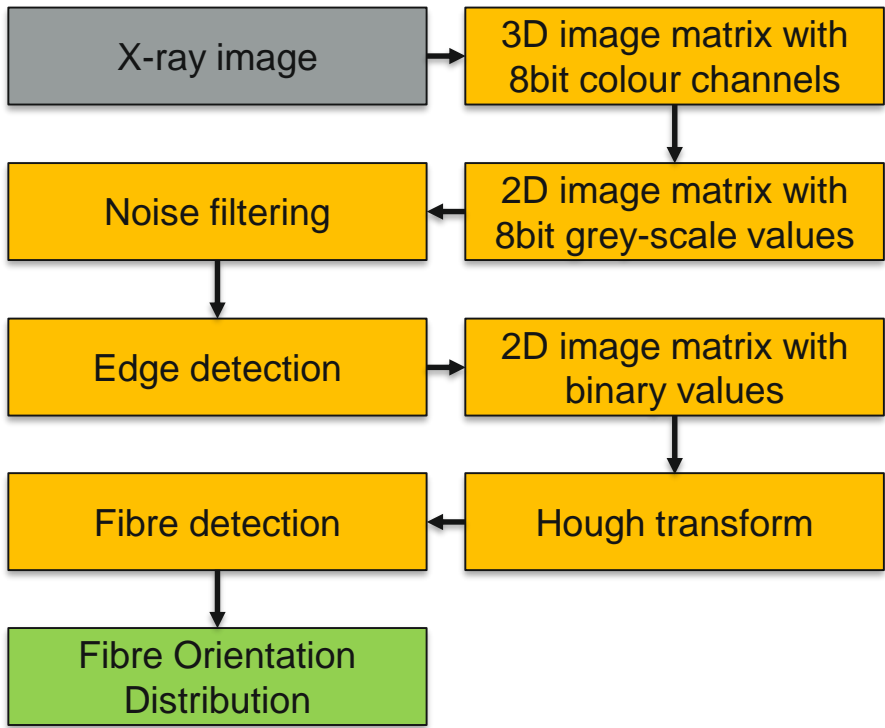 X-ray image
3D image matrix with
8bit colour channels
2D image matrix with
8bit grey-scale values
Noise filtering
Edge detection
2D image matrix with
binary values
Hough transform
Fibre detection
Fibre Orientation
Distribution